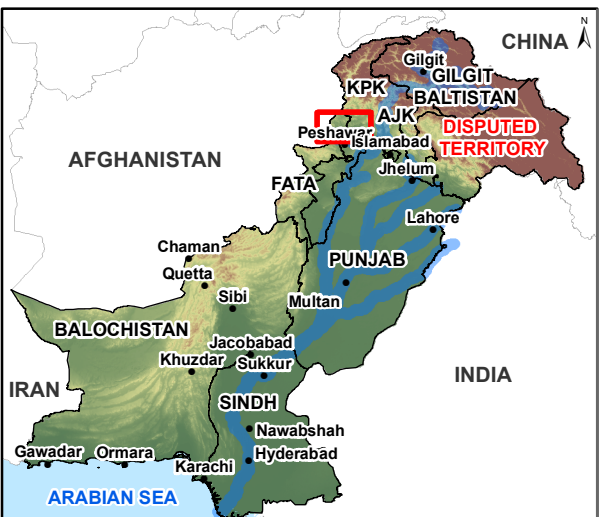 N
CHINA
Gilgit
GILGIT
BALTISTAN
KPK
AJK
DISPUTED
TERRITORY
Peshawar
Islamabad
AFGHANISTAN
Jhelum
FATA
Lahore
Chaman
PUNJAB
Quetta
Sibi
Multan
BALOCHISTAN
Jacobabad
Khuzdar
Sukkur
INDIA
IRAN
SINDH
Nawabshah
Gawadar
Ormara
Hyderabad
Karachi
ARABIAN SEA